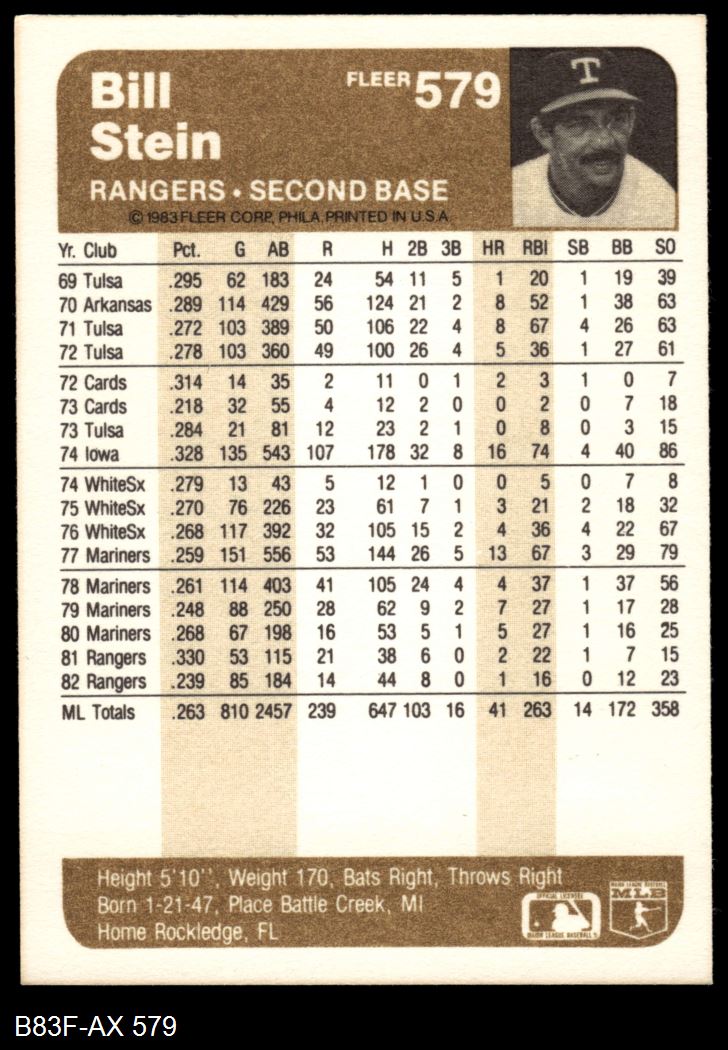 Bill
Stein
FLEER 579
T
RANGERS • SECOND BASE
© 1983 FLEER CORP., PHILA. PRINTED IN U.S.A.
Yr. Club Pct. G AB R H 2B 3B HR RBI SB BB SO
69 Tulsa .295 62 183 24 54 11 5 1 20 1 19 39
70 Arkansas .289 114 429 56 124 21 2 8 52 1 38 63
71 Tulsa .272 103 389 50 106 22 4 8 67 4 26 63
72 Tulsa .278 103 360 49 100 26 4 5 36 1 27 61
72 Cards .314 14 35 2 11 0 1 2 3 1 0 7
73 Cards .218 32 55 4 12 2 0 0 2 0 7 18
73 Tulsa .284 21 81 12 23 2 1 0 8 0 3 15
74 Iowa .328 135 543 107 178 32 8 16 74 4 40 86
74 WhiteSx .279 13 43 5 12 1 0 0 5 0 7 8
75 WhiteSx .270 76 226 23 61 7 1 3 21 2 18 32
76 WhiteSx .268 117 392 32 105 15 2 4 36 4 22 67
77 Mariners .259 151 556 53 144 26 5 13 67 3 29 79
78 Mariners .261 114 403 41 105 24 4 4 37 1 37 56
79 Mariners .248 88 250 28 62 9 2 7 27 1 17 28
80 Mariners .268 67 198 16 53 5 1 5 27 1 16 25
81 Rangers .330 53 115 21 38 6 0 2 22 1 7 15
82 Rangers .239 85 184 14 44 8 0 1 16 0 12 23
ML Totals .263 810 2457 239 647 103 16 41 263 14 172 358
Height 5'10'', Weight 170, Bats Right, Throws Right
Born 1-21-47, Place Battle Creek, MI
Home Rockledge, FL
OFFICIAL LICENSEE
MAJOR LEAGUE BASEBALL
MAJOR LEAGUE BASEBALL
MLB
B83F-AX 579